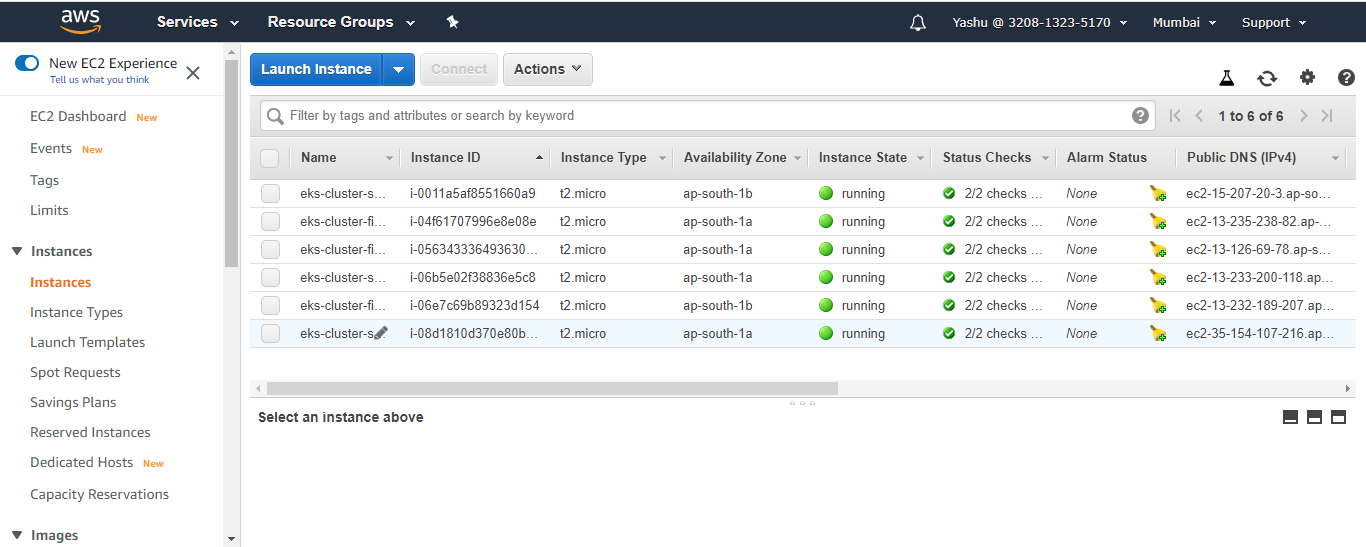 aws Services Resource Groups Yashu @ 3208-1323-5170 Mumbai Support
New EC2 Experience
Tell us what you think
EC2 Dashboard New
Events New
Tags
Limits
Instances
Instances
Instance Types
Launch Templates
Spot Requests
Savings Plans
Reserved Instances
Dedicated Hosts New
Capacity Reservations
Images
Launch Instance Connect Actions
Filter by tags and attributes or search by keyword ? 1 to 6 of 6
Name Instance ID Instance Type Availability Zone Instance State Status Checks Alarm Status Public DNS (IPv4)
eks-cluster-s... i-0011a5af8551660a9 t2.micro ap-south-1b running 2/2 checks ... None ec2-15-207-20-3.ap-so...
eks-cluster-fi... i-04f61707996e8e08e t2.micro ap-south-1a running 2/2 checks ... None ec2-13-235-238-82.ap-...
eks-cluster-fi... i-056343336493630... t2.micro ap-south-1a running 2/2 checks ... None ec2-13-126-69-78.ap-s...
eks-cluster-s... i-06b5e02f38836e5c8 t2.micro ap-south-1a running 2/2 checks ... None ec2-13-233-200-118.ap...
eks-cluster-fi... i-06e7c69b89323d154 t2.micro ap-south-1b running 2/2 checks ... None ec2-13-232-189-207.ap...
eks-cluster-s... i-08d1810d370e80b... t2.micro ap-south-1a running 2/2 checks ... None ec2-35-154-107-216.ap...
Select an instance above